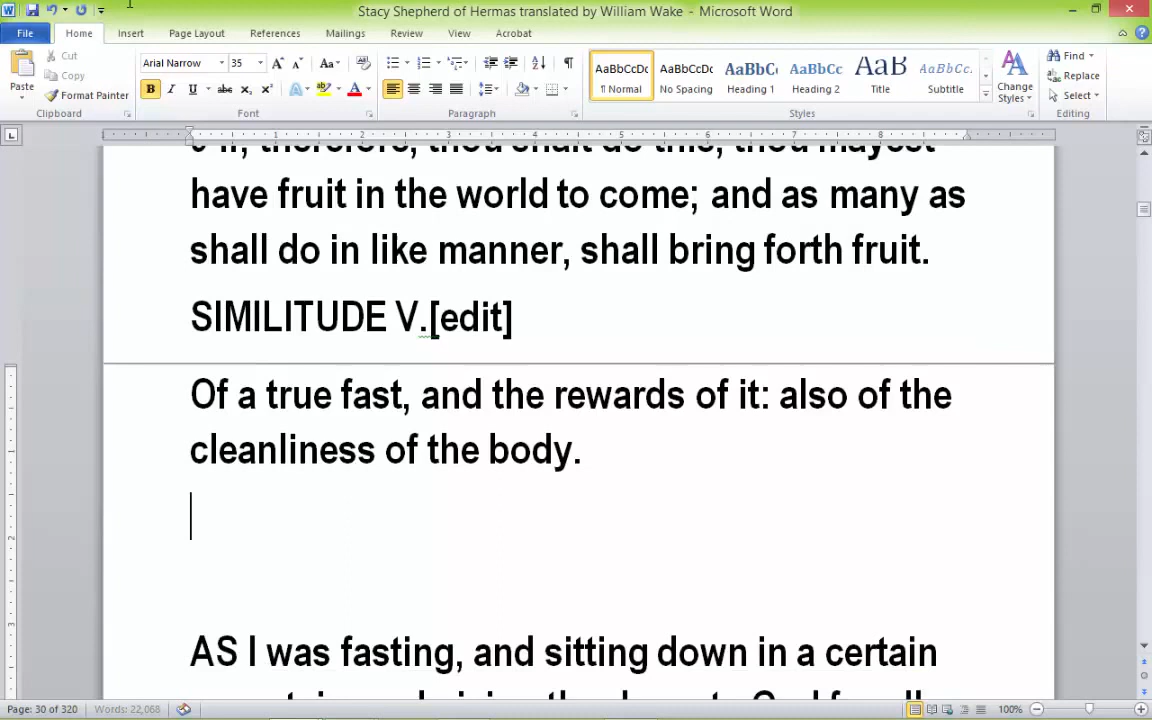 Stacy Shepherd of Hermas translated by William Wake - Microsoft Word
File Home Insert Page Layout References Mailings Review View Acrobat
Paste
Cut
Copy
Format Painter
Clipboard
Arial Narrow 35
Font
Paragraph
AaBbCcDc AaBbCcDc AaBbC AaBbCc AaB AaBbCc.
¶ Normal No Spacing Heading 1 Heading 2 Title Subtitle
Styles
Change Styles
Find
Replace
Select
Editing
therefore, thou shalt do this, thou mayest
have fruit in the world to come; and as many as
shall do in like manner, shall bring forth fruit.
SIMILITUDE V.[edit]
Of a true fast, and the rewards of it: also of the
cleanliness of the body.
AS I was fasting, and sitting down in a certain
Page: 30 of 320 Words: 22,068 100%